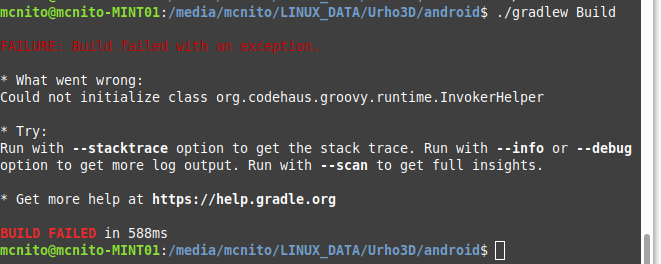 mcnito@mcnito-MINT01:/media/mcnito/LINUX_DATA/Urho3D/android$ ./gradlew Build
FAILURE: Build failed with an exception.
* What went wrong:
Could not initialize class org.codehaus.groovy.runtime.InvokerHelper
* Try:
Run with --stacktrace option to get the stack trace. Run with --info or --debug
option to get more log output. Run with --scan to get full insights.
* Get more help at https://help.gradle.org
BUILD FAILED in 588ms
mcnito@mcnito-MINT01:/media/mcnito/LINUX_DATA/Urho3D/android$